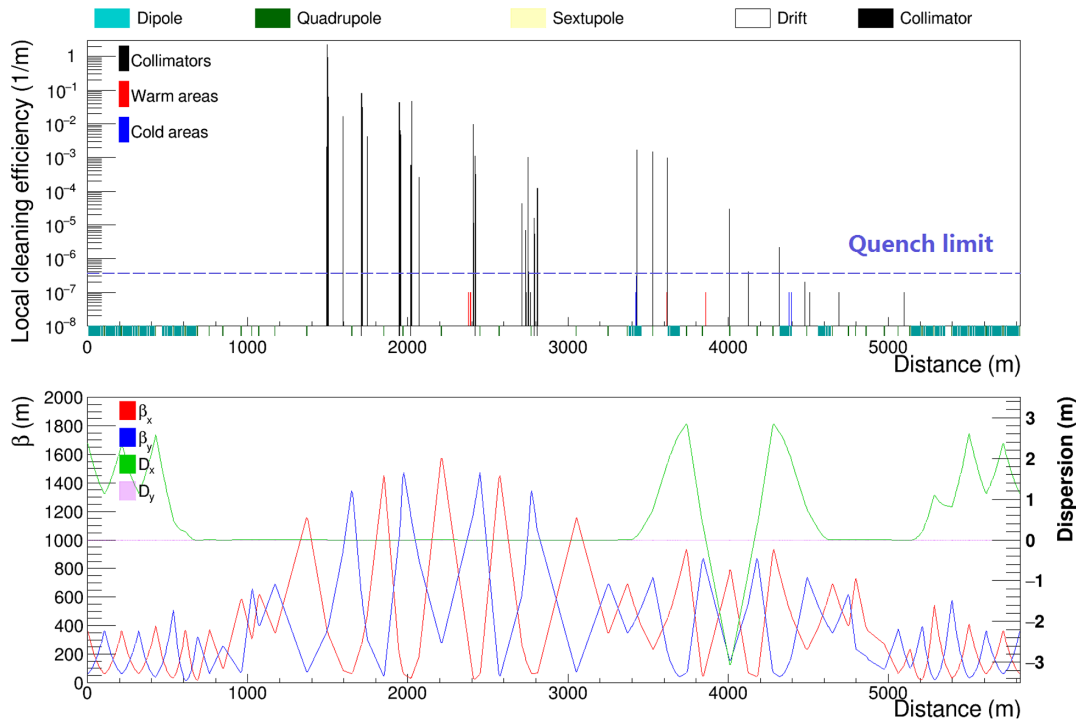 Dipole Quadrupole Sextupole Drift Collimator
Local cleaning efficiency (1/m)
1
10⁻¹
10⁻²
10⁻³
10⁻⁴
10⁻⁵
10⁻⁶
10⁻⁷
10⁻⁸
Collimators
Warm areas
Cold areas
Quench limit
0 1000 2000 3000 4000 5000
Distance (m)
β (m)
2000
1800
1600
1400
1200
1000
800
600
400
200
0
βx
βy
Dx
Dy
3
2
1
0
−1
−2
−3
Dispersion (m)
0 1000 2000 3000 4000 5000
Distance (m)